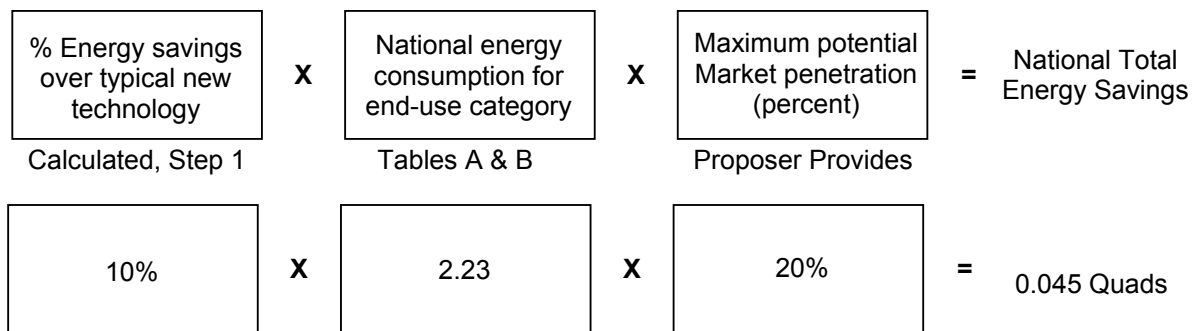 % Energy savings
over typical new
technology
X
National energy
consumption for
end-use category
X
Maximum potential
Market penetration
(percent)
=
National Total
Energy Savings
Calculated, Step 1
Tables A & B
Proposer Provides
10%
X
2.23
X
20%
=
0.045 Quads